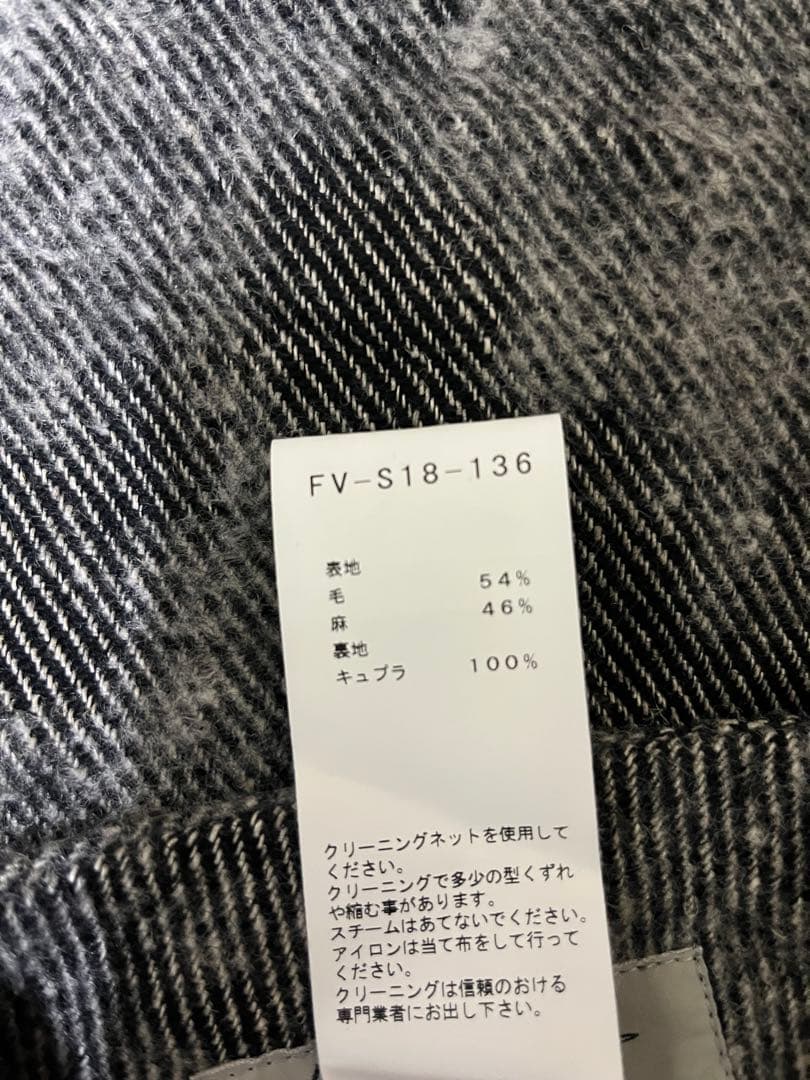 FV-S18-136
表地
毛 54%
麻 46%
裏地
キュプラ 100%
クリーニングネットを使用して
ください。
クリーニングで多少の型くずれ
や縮む事があります。
スチームはあてないでください。
アイロンは当て布をして行って
ください。
クリーニングは信頼のおける
専門業者にお出し下さい。